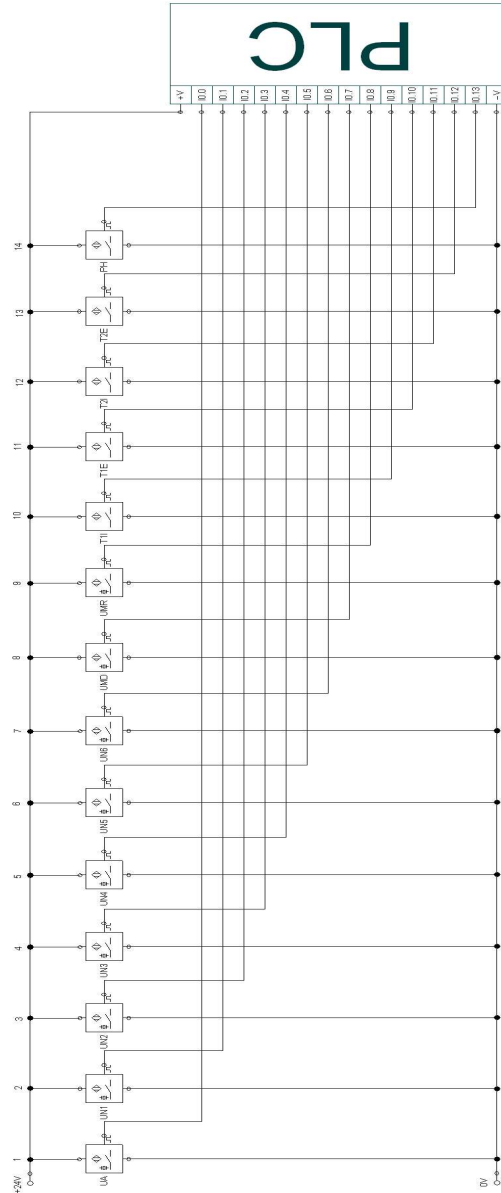 PLC
+V
I0.0
I0.1
I0.2
I0.3
I0.4
I0.5
I0.6
I0.7
I0.8
I0.9
I0.10
I0.11
I0.12
I0.13
-V
+24V
1
2
3
4
5
6
7
8
9
10
11
12
13
14
UA
UN1
UN2
UN3
UN4
UN5
UN6
UMD
UMR
T1I
T1E
T2I
T2E
PH
0V